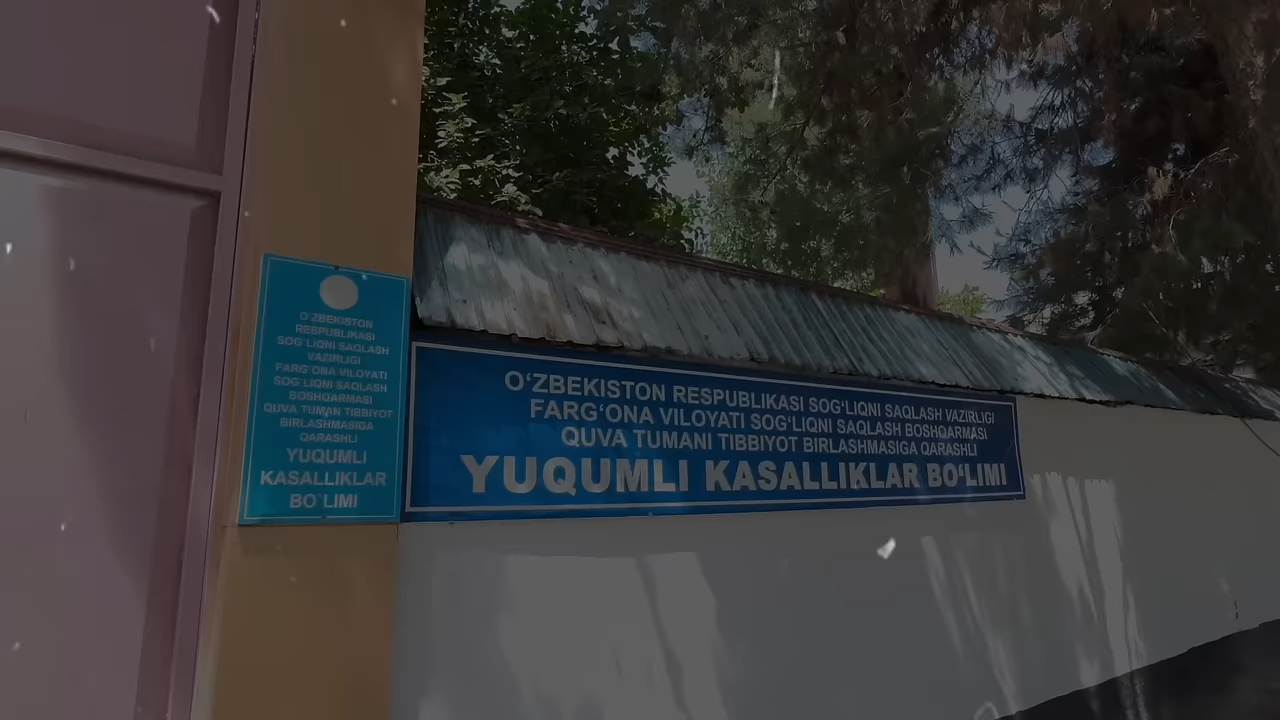 O‘ZBEKISTON
RESPUBLIKASI
SOG`LIQNI SAQLASH
VAZIRLIGI
FARG`ONA VILOYATI
SOG`LIQNI SAQLASH
BOSHQARMASI
QUVA TUMAN TIBBIYOT
BIRLASHMASIGA
QARASHLI
YUQUMLI
KASALLIKLAR
BO`LIMI
O‘ZBEKISTON RESPUBLIKASI SOG‘LIQNI SAQLASH VAZIRLIGI
FARG‘ONA VILOYATI SOG‘LIQNI SAQLASH BOSHQARMASI
QUVA TUMANI TIBBIYOT BIRLASHMASIGA QARASHLI
YUQUMLI KASALLIKLAR BO‘LIMI